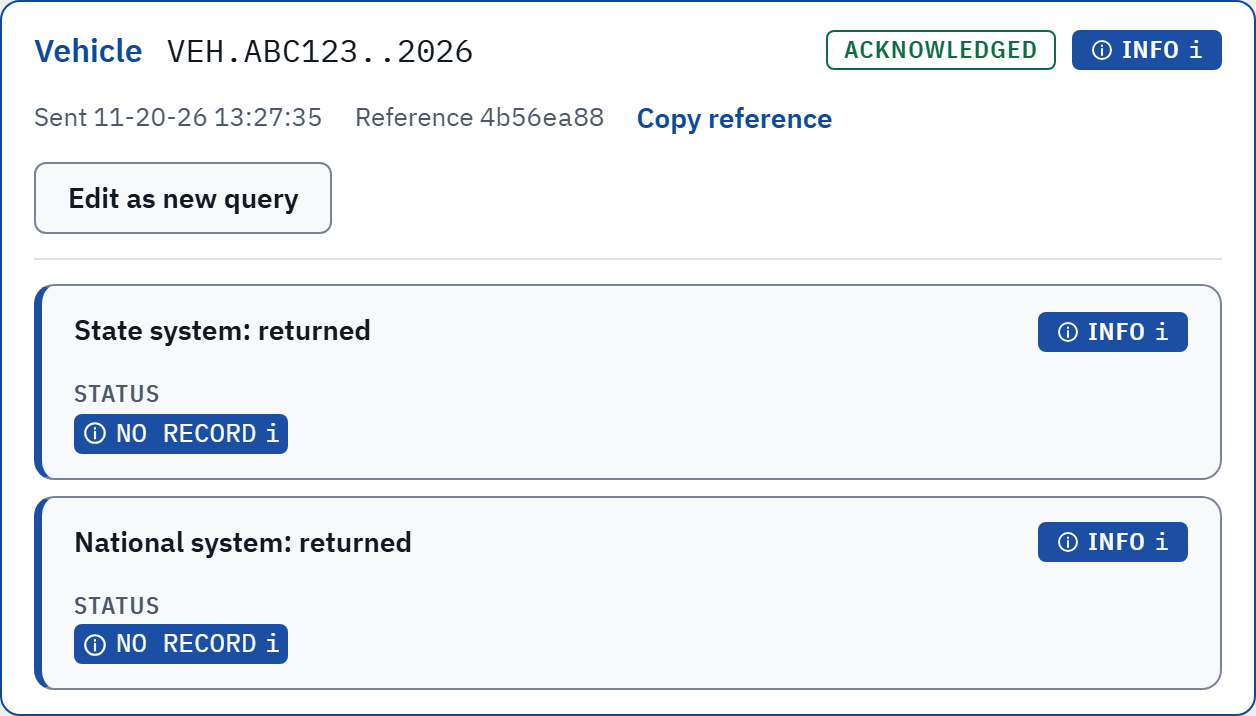 Vehicle VEH.ABC123..2026 ACKNOWLEDGED INFO i
Sent 11-20-26 13:27:35 Reference 4b56ea88 Copy reference
Edit as new query
State system: returned INFO i
STATUS
NO RECORD i
National system: returned INFO i
STATUS
NO RECORD i